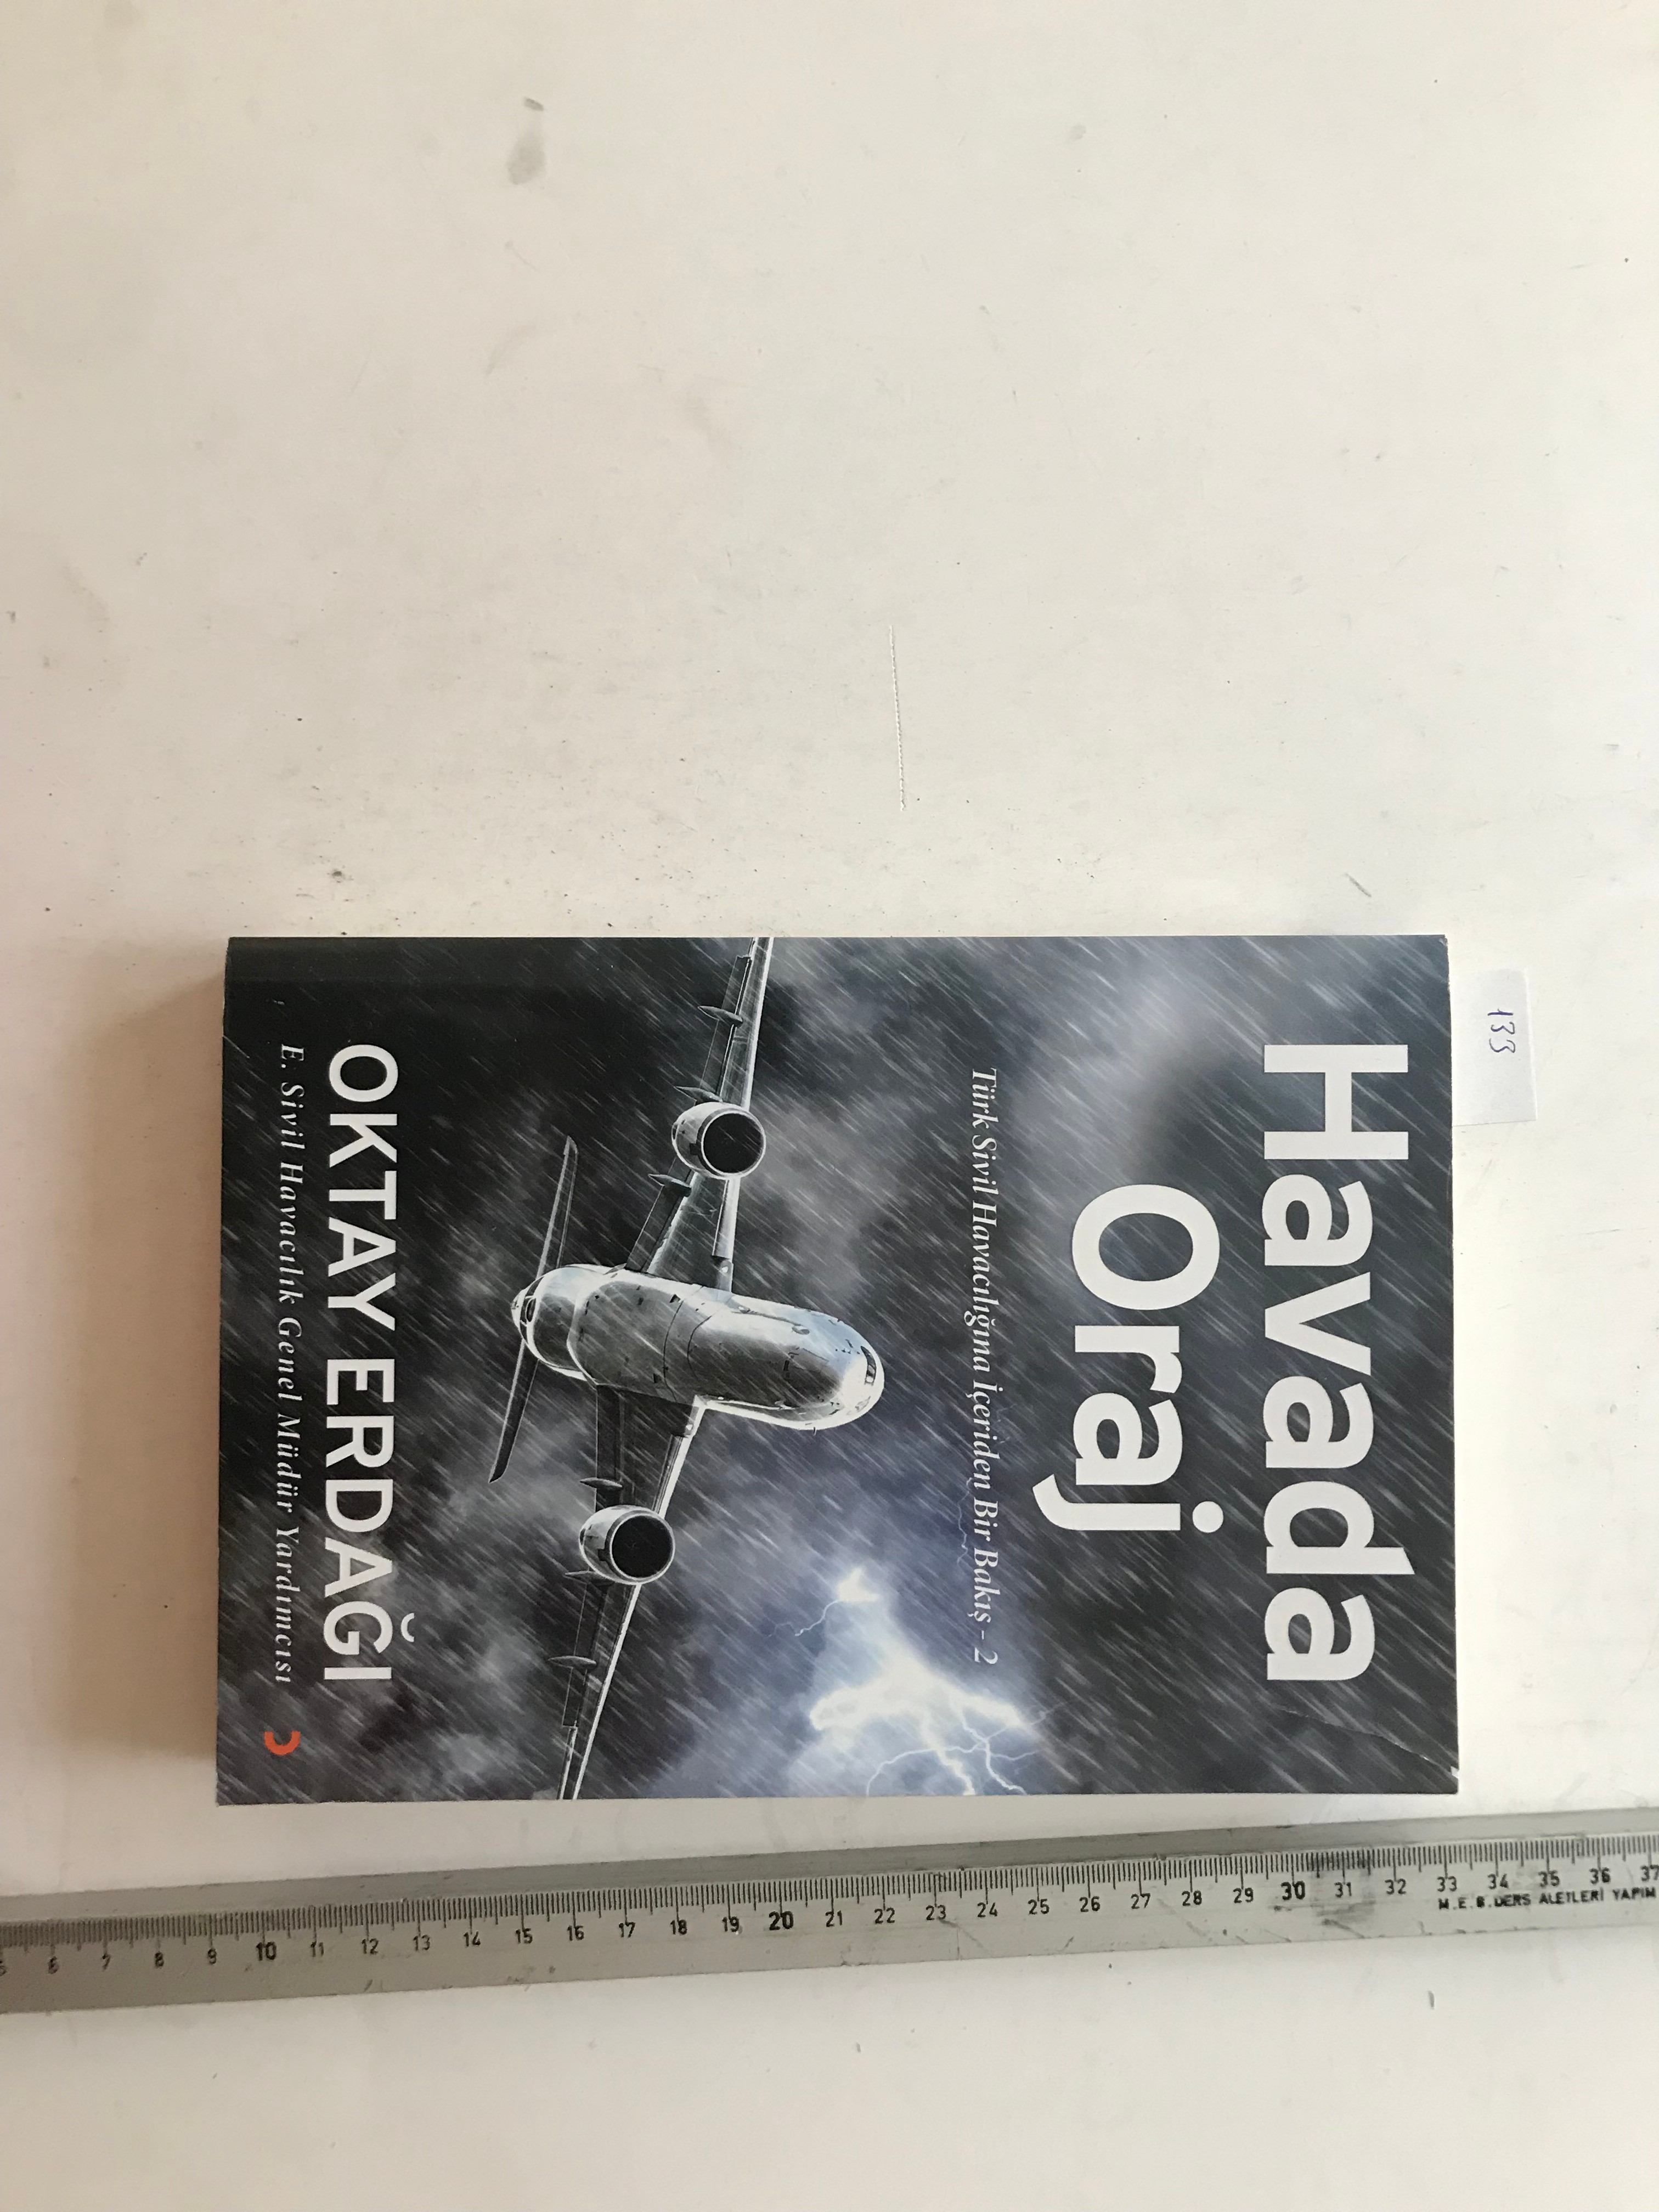 133
Havada
Oraj
Türk Sivil Havacılığına İçeriden Bir Bakış - 2
OKTAY ERDAĞI
E. Sivil Havacılık Genel Müdür Yardımcısı
5 6 7 8 9 10 11 12 13 14 15 16 17 18 19 20 21 22 23 24 25 26 27 28 29 30 31 32 33 34 35 36 37
M.E.B. DERS ALETLERİ YAPIM